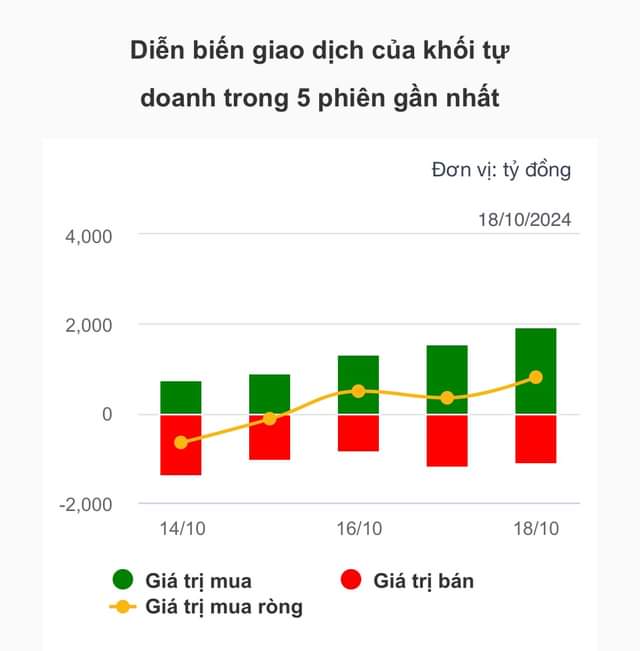 Diễn biến giao dịch của khối tự
doanh trong 5 phiên gần nhất
Đơn vị: tỷ đồng
18/10/2024
4,000
2,000
0
-2,000
14/10 16/10 18/10
Giá trị mua Giá trị bán
Giá trị mua ròng